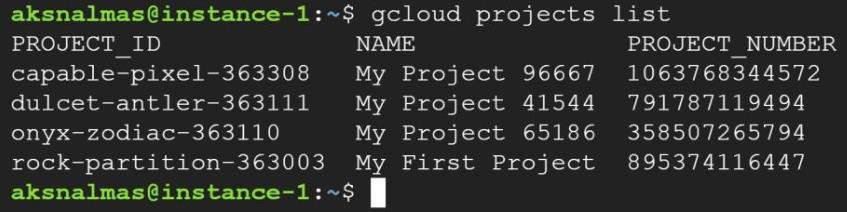 aksnalmas@instance-1:~$ gcloud projects list
PROJECT_ID NAME PROJECT_NUMBER
capable-pixel-363308 My Project 96667 1063768344572
dulcet-antler-363111 My Project 41544 791787119494
onyx-zodiac-363110 My Project 65186 358507265794
rock-partition-363003 My First Project 895374116447
aksnalmas@instance-1:~$